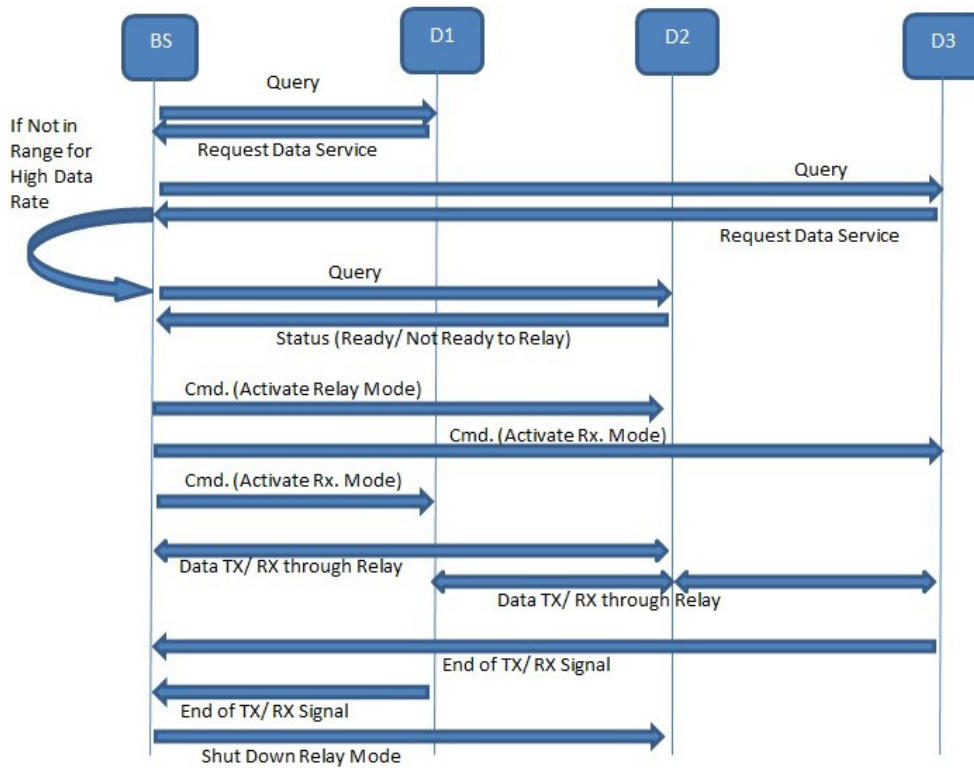 BS
D1
D2
D3
Query
If Not in
Range for
High Data
Rate
Request Data Service
Query
Request Data Service
Query
Status (Ready/ Not Ready to Relay)
Cmd. (Activate Relay Mode)
Cmd. (Activate Rx. Mode)
Cmd. (Activate Rx. Mode)
Data TX/ RX through Relay
Data TX/ RX through Relay
End of TX/ RX Signal
End of TX/ RX Signal
Shut Down Relay Mode